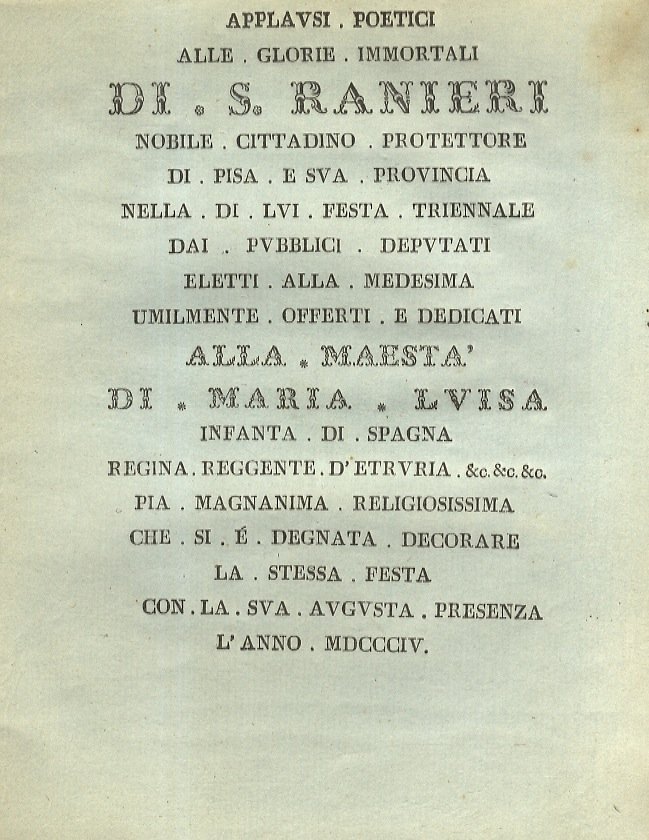 APPLAVSI . POETICI
ALLE . GLORIE . IMMORTALI
DI . S. RANIERI
NOBILE . CITTADINO . PROTETTORE
DI . PISA . E SVA . PROVINCIA
NELLA . DI . LVI . FESTA . TRIENNALE
DAI . PVBBLICI . DEPVTATI
ELETTI . ALLA . MEDESIMA
UMILMENTE . OFFERTI . E DEDICATI
ALLA . MAESTA'
DI . MARIA . LVISA
INFANTA . DI . SPAGNA
REGINA . REGGENTE . D'ETRVRIA . &c. &c. &c.
PIA . MAGNANIMA . RELIGIOSISSIMA
CHE . SI . É . DEGNATA . DECORARE
LA . STESSA . FESTA
CON . LA . SVA . AVGVSTA . PRESENZA
L'ANNO . MDCCCIV.